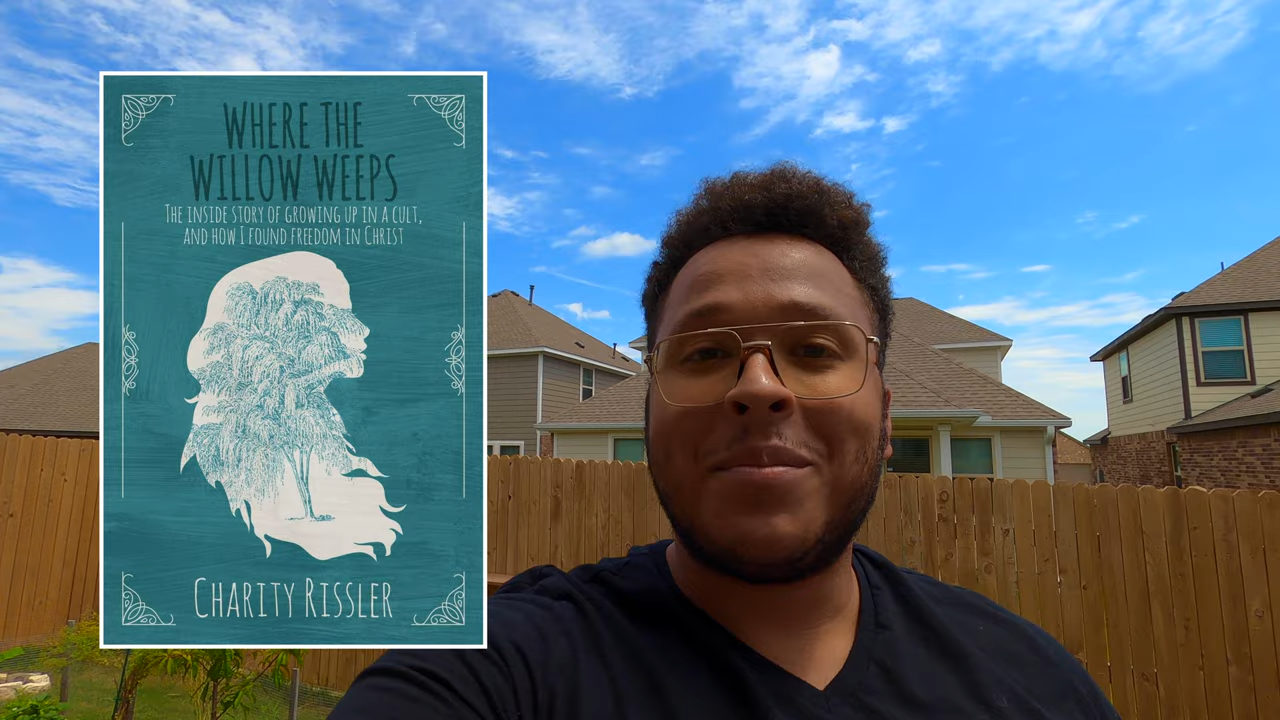 WHERE THE
WILLOW WEEPS
THE INSIDE STORY OF GROWING UP IN A CULT,
AND HOW I FOUND FREEDOM IN CHRIST
CHARITY RISSLER